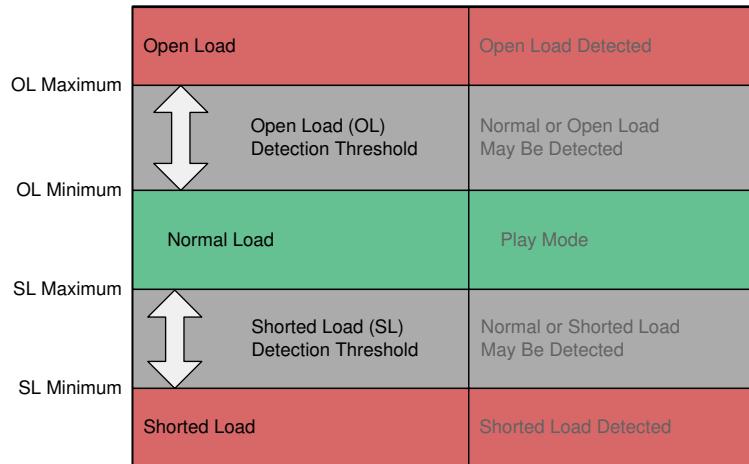 Open Load
Open Load Detected
OL Maximum
Open Load (OL)
Detection Threshold
Normal or Open Load
May Be Detected
OL Minimum
Normal Load
Play Mode
SL Maximum
Shorted Load (SL)
Detection Threshold
Normal or Shorted Load
May Be Detected
SL Minimum
Shorted Load
Shorted Load Detected